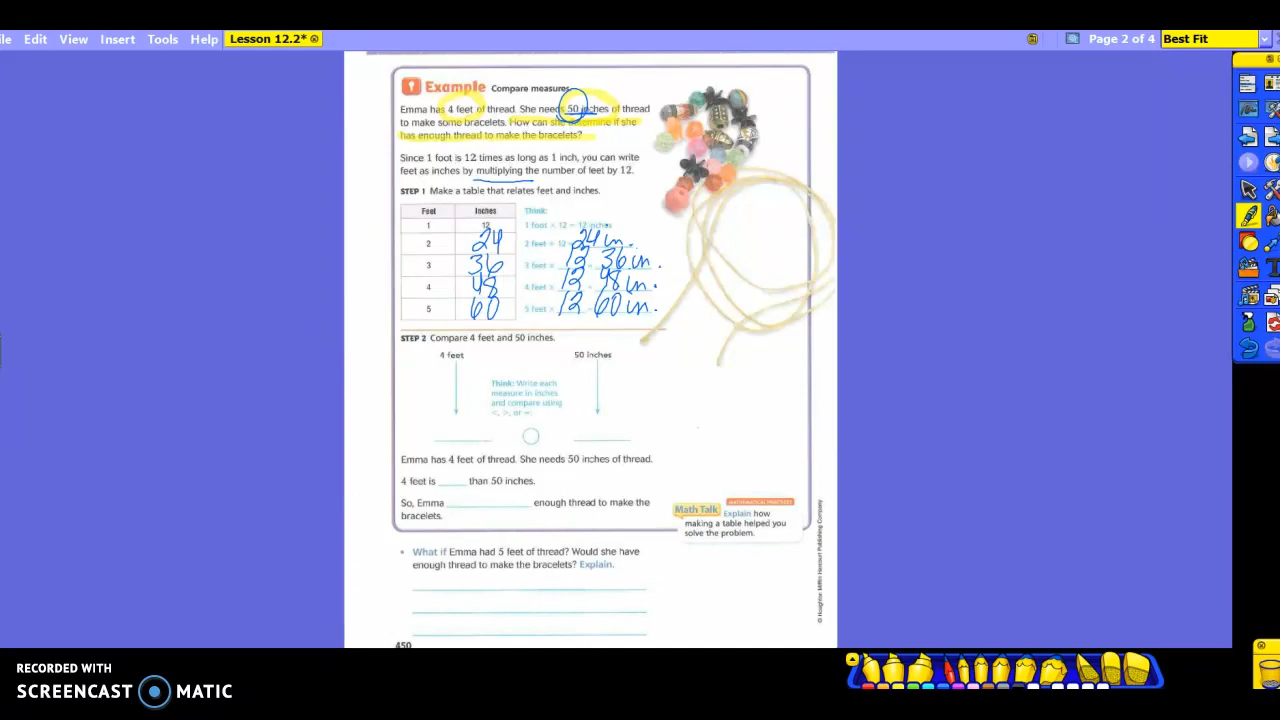 Edit View Insert Tools Help Lesson 12.2* Page 2 of 4 Best Fit
Example Compare measures.
Emma has 4 feet of thread. She needs 50 inches of thread
to make some bracelets. How can she determine if she
has enough thread to make the bracelets?
Since 1 foot is 12 times as long as 1 inch, you can write
feet as inches by multiplying the number of feet by 12.
STEP 1 Make a table that relates feet and inches.
Feet Inches Think:
1 12 1 foot × 12 = 12 inches
2 24 2 feet × 12 = 24 in.
3 36 3 feet × 12 = 36 in.
4 48 4 feet × 12 = 48 in.
5 60 5 feet × 12 = 60 in.
STEP 2 Compare 4 feet and 50 inches.
4 feet 50 inches
Think: Write each
measure in inches
and compare using
<, >, or =.
Emma has 4 feet of thread. She needs 50 inches of thread.
4 feet is ____ than 50 inches.
So, Emma ____ enough thread to make the
bracelets.
MATHEMATICAL PRACTICES
Math Talk Explain how
making a table helped you
solve the problem.
• What if Emma had 5 feet of thread? Would she have
enough thread to make the bracelets? Explain.
© Houghton Mifflin Harcourt Publishing Company
450
RECORDED WITH
SCREENCAST MATIC